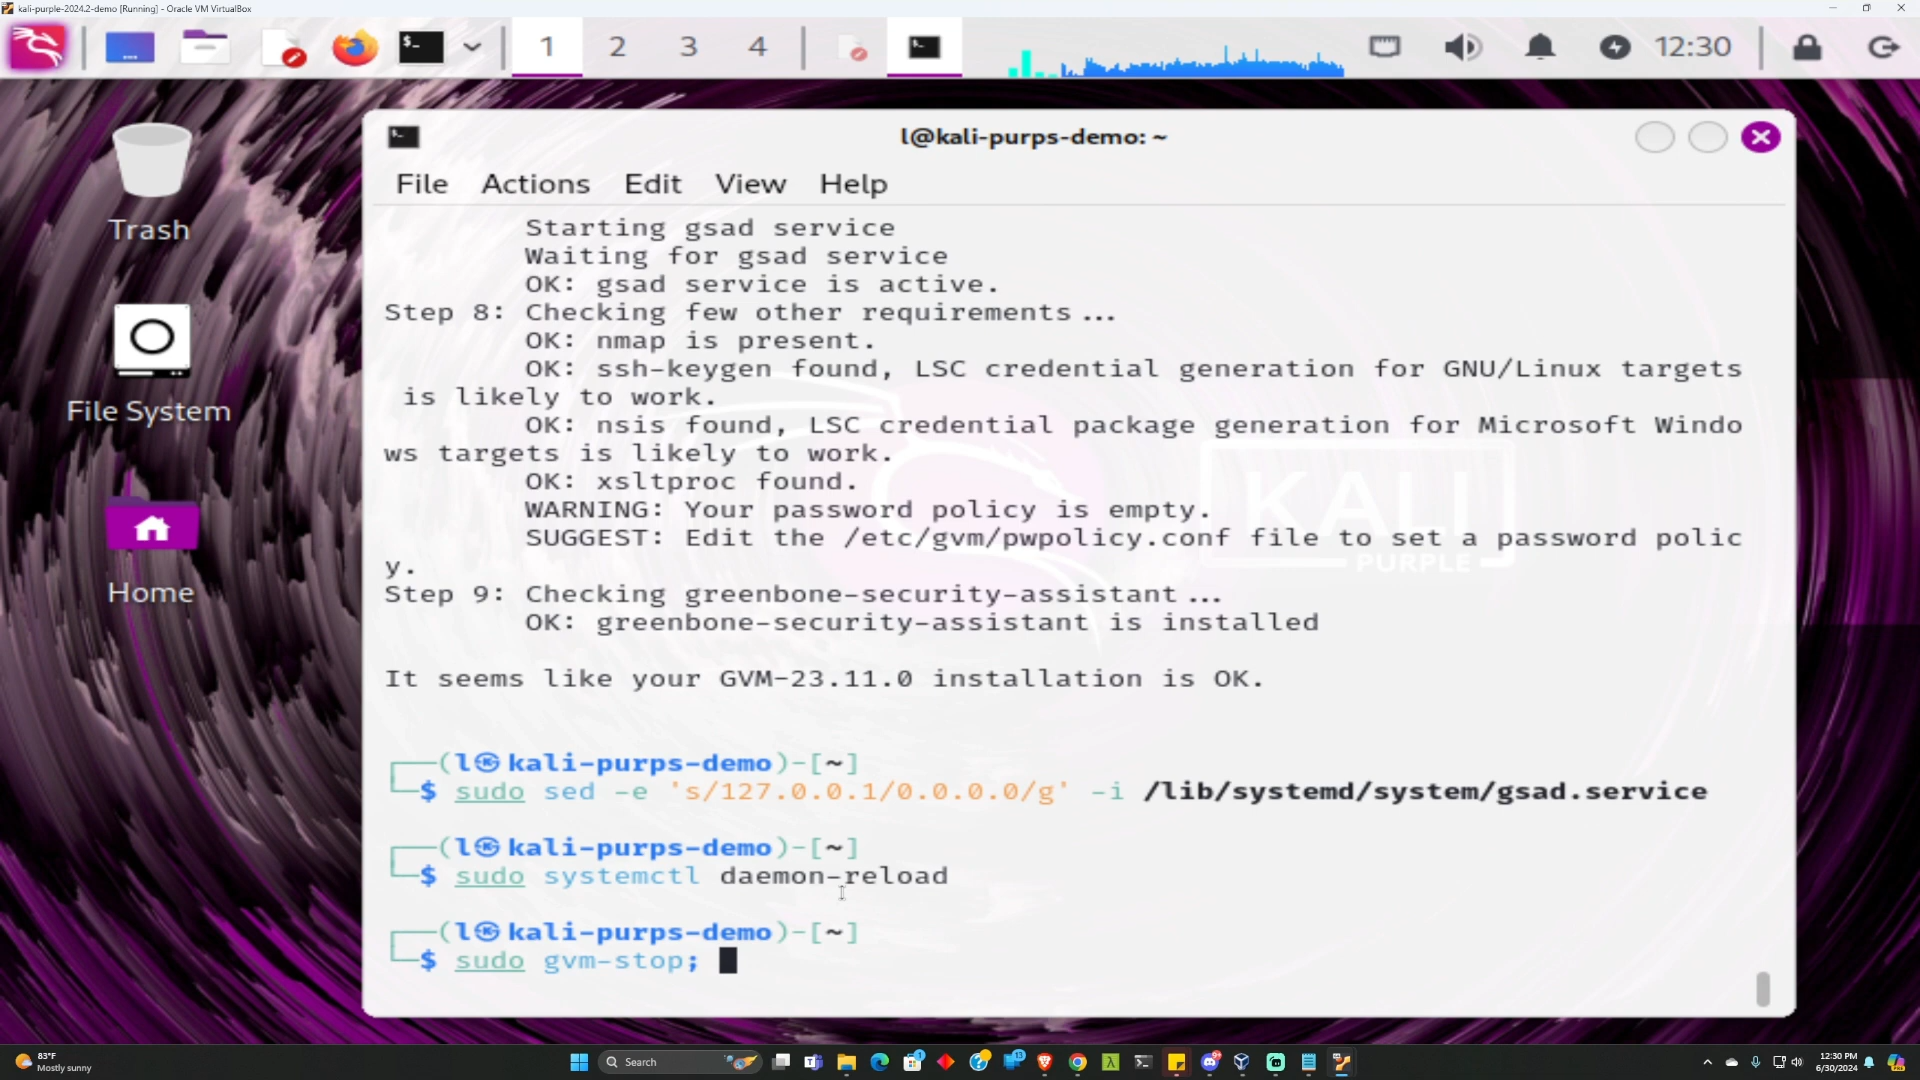 kali-purple-2024.2-demo [Running] - Oracle VM VirtualBox
1 2 3 4 12:30
l@kali-purps-demo: ~
File Actions Edit View Help
Trash
File System
Home
Starting gsad service
Waiting for gsad service
OK: gsad service is active.
Step 8: Checking few other requirements...
OK: nmap is present.
OK: ssh-keygen found, LSC credential generation for GNU/Linux targets
is likely to work.
OK: nsis found, LSC credential package generation for Microsoft Windo
ws targets is likely to work.
OK: xsltproc found.
WARNING: Your password policy is empty.
SUGGEST: Edit the /etc/gvm/pwpolicy.conf file to set a password polic
y.
Step 9: Checking greenbone-security-assistant...
OK: greenbone-security-assistant is installed
It seems like your GVM-23.11.0 installation is OK.
(l㉿kali-purps-demo)-[~]
$ sudo sed -e 's/127.0.0.1/0.0.0.0/g' -i /lib/systemd/system/gsad.service
(l㉿kali-purps-demo)-[~]
$ sudo systemctl daemon-reload
(l㉿kali-purps-demo)-[~]
$ sudo gvm-stop;
KALI
PURPLE
83°F
Mostly sunny
Search
12:30 PM
6/30/2024